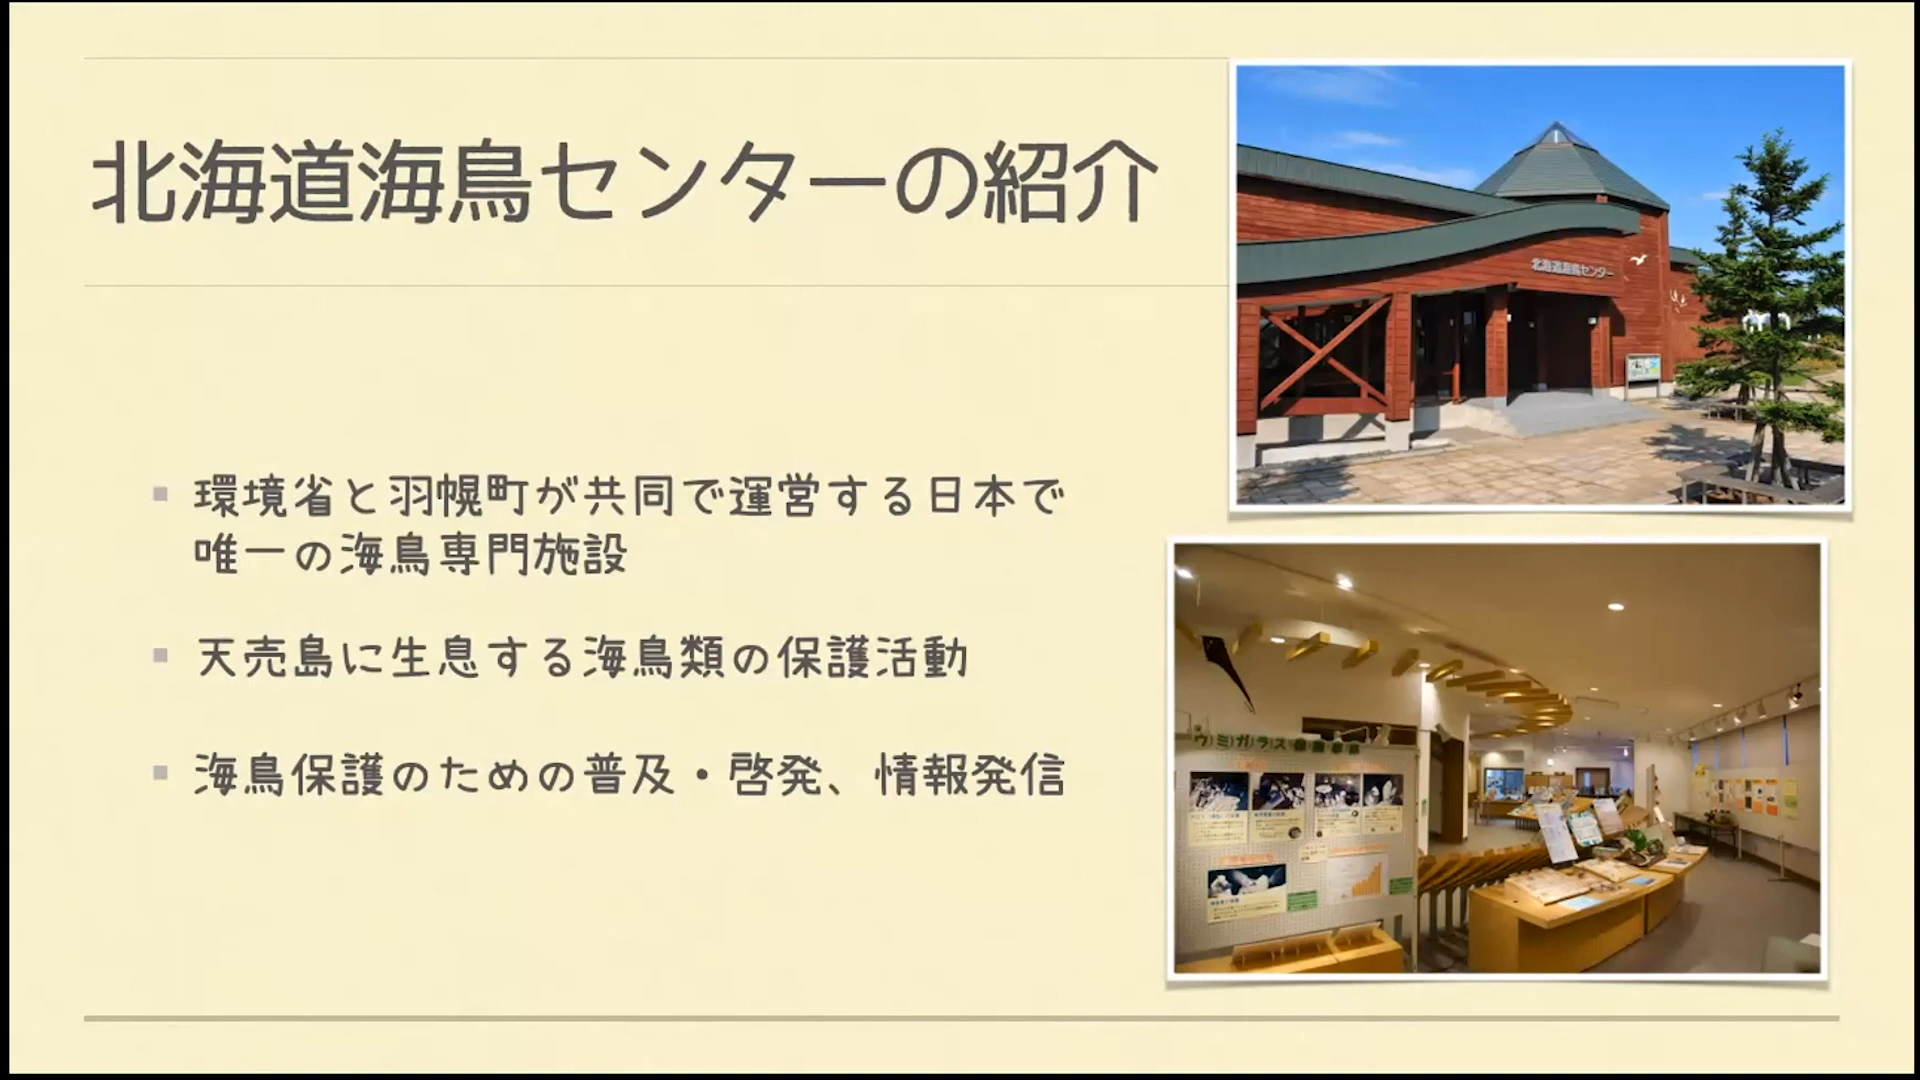 北海道海鳥センターの紹介
北海道海鳥センター
環境省と羽幌町が共同で運営する日本で
唯一の海鳥専門施設
天売島に生息する海鳥類の保護活動
海鳥保護のための普及・啓発、情報発信
ウミガラス